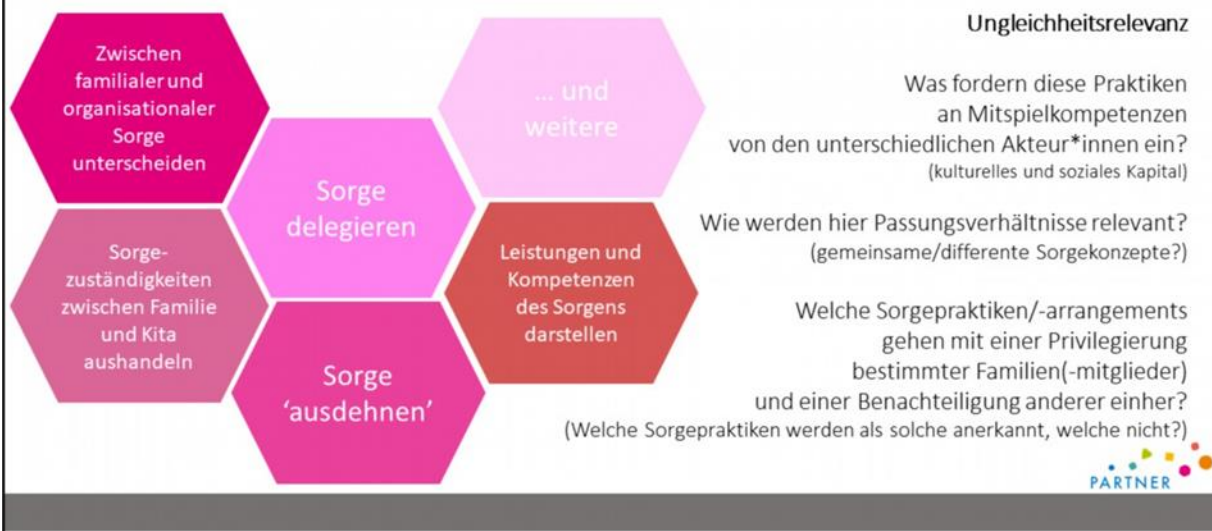 Zwischen
familialer und
organisationaler
Sorge
unterscheiden
... und
weitere
Sorge
delegieren
Sorge-
zuständigkeiten
zwischen Familie
und Kita
aushandeln
Leistungen und
Kompetenzen
des Sorgens
darstellen
Sorge
'ausdehnen'
Ungleichheitsrelevanz
Was fordern diese Praktiken
an Mitspielkompetenzen
von den unterschiedlichen Akteur*innen ein?
(kulturelles und soziales Kapital)
Wie werden hier Passungsverhältnisse relevant?
(gemeinsame/differente Sorgekonzepte?)
Welche Sorgepraktiken/-arrangements
gehen mit einer Privilegierung
bestimmter Familien(-mitglieder)
und einer Benachteiligung anderer einher?
(Welche Sorgepraktiken werden als solche anerkannt, welche nicht?)
PARTNER